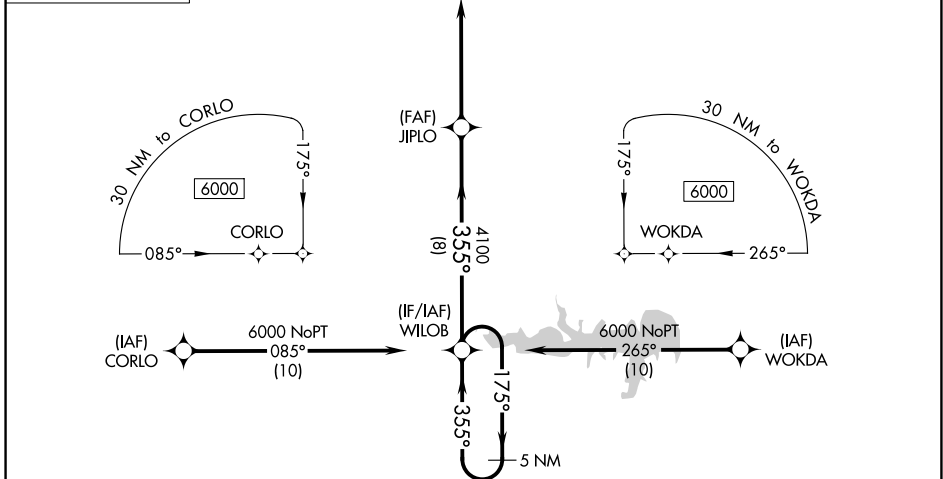 30 NM to CORLO
175°
6000
CORLO
085°
(FAF)
JIPLO
30 NM to WOKDA
175°
6000
WOKDA
265°
4100
355°
(8)
(IF/IAF)
WILOB
(IAF)
CORLO
6000 NoPT
085°
(10)
6000 NoPT
265°
(10)
(IAF)
WOKDA
175°
355°
5 NM